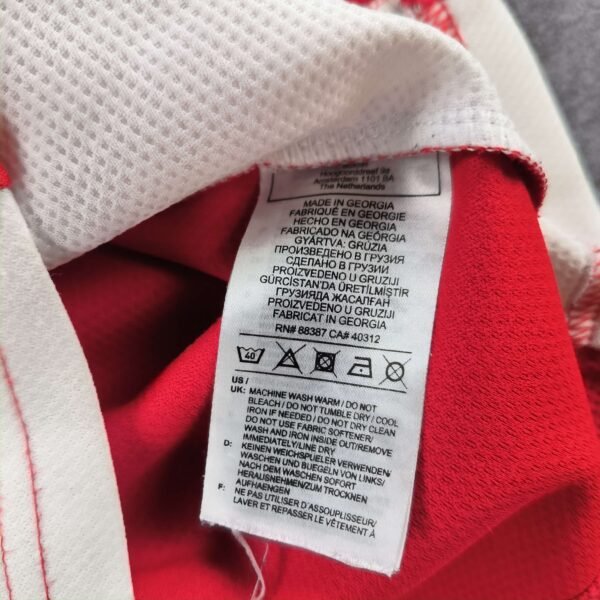 Hoogoorddreef 9a
Amsterdam 1101 BA
The Netherlands
MADE IN GEORGIA
FABRIQUÉ EN GEORGIE
HECHO EN GEORGIA
FABRICADO NA GEÓRGIA
GYÁRTVA: GRÚZIA
ПРОИЗВЕДЕНО В ГРУЗИЯ
СДЕЛАНО В ГРУЗИИ
PROIZVEDENO U GRUZIJI
GÜRCİSTAN'DA ÜRETİLMİŞTİR
ГРУЗИЯДА ЖАСАЛҒАН
PROIZVEDENO U GRUZIJI
FABRICAT IN GEORGIA
RN# 88387 CA# 40312
40
US /
UK: MACHINE WASH WARM / DO NOT
BLEACH / DO NOT TUMBLE DRY / COOL
IRON IF NEEDED / DO NOT DRY CLEAN
DO NOT USE FABRIC SOFTENER/
WASH AND IRON INSIDE OUT/REMOVE
IMMEDIATELY/LINE DRY
D: KEINEN WEICHSPUELER VERWENDEN/
WASCHEN UND BUEGELN VON LINKS/
NACH DEM WASCHEN SOFORT
HERAUSNEHMEN/ZUM TROCKNEN
AUFHAENGEN
F: NE PAS UTILISER D'ASSOUPLISSEUR/
LAVER ET REPASSER LE VÊTEMENT À